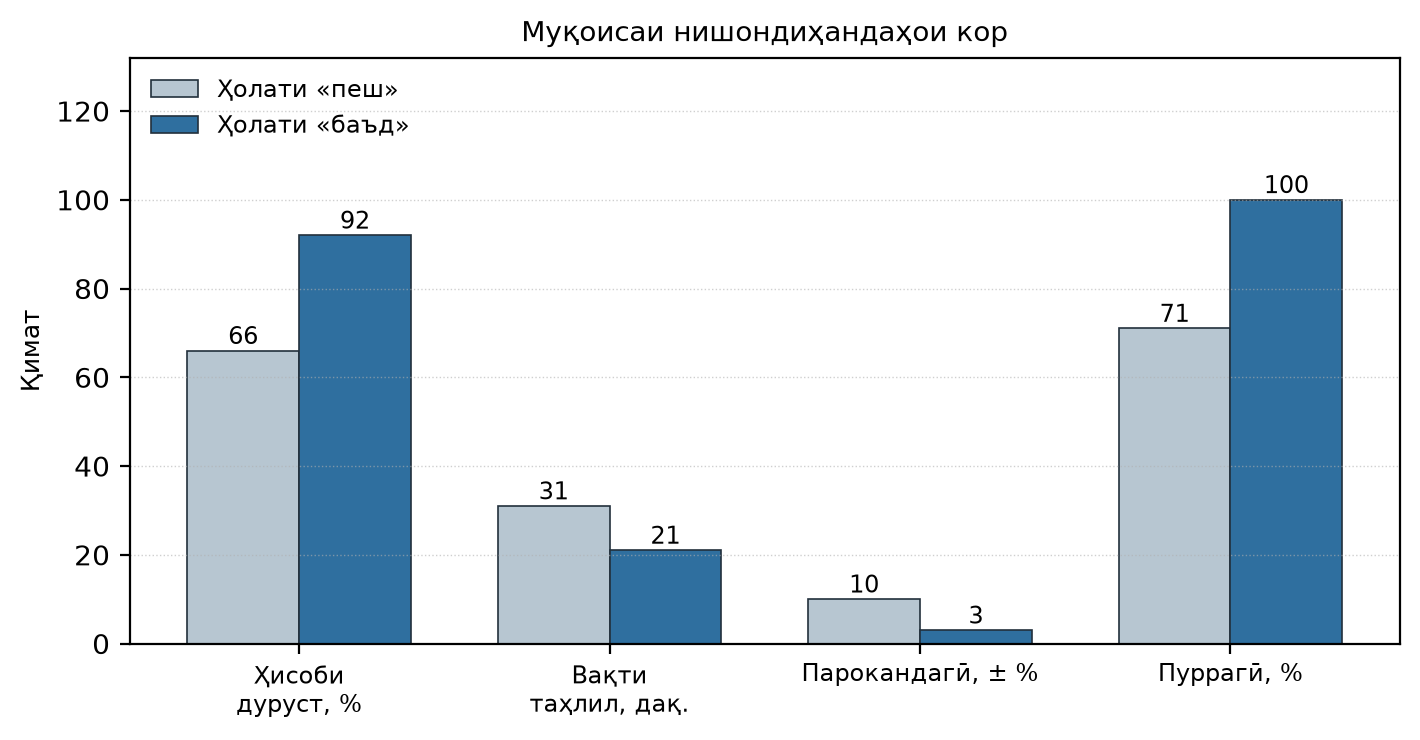 Муқоисаи нишондиҳандаҳои кор
Ҳолати «пеш»
Ҳолати «баъд»
Қимат
120
100
80
60
40
20
0
66
92
31
21
10
3
71
100
Ҳисоби
дуруст, %
Вақти
таҳлил, дақ.
Парокандагӣ, ± %
Пуррагӣ, %